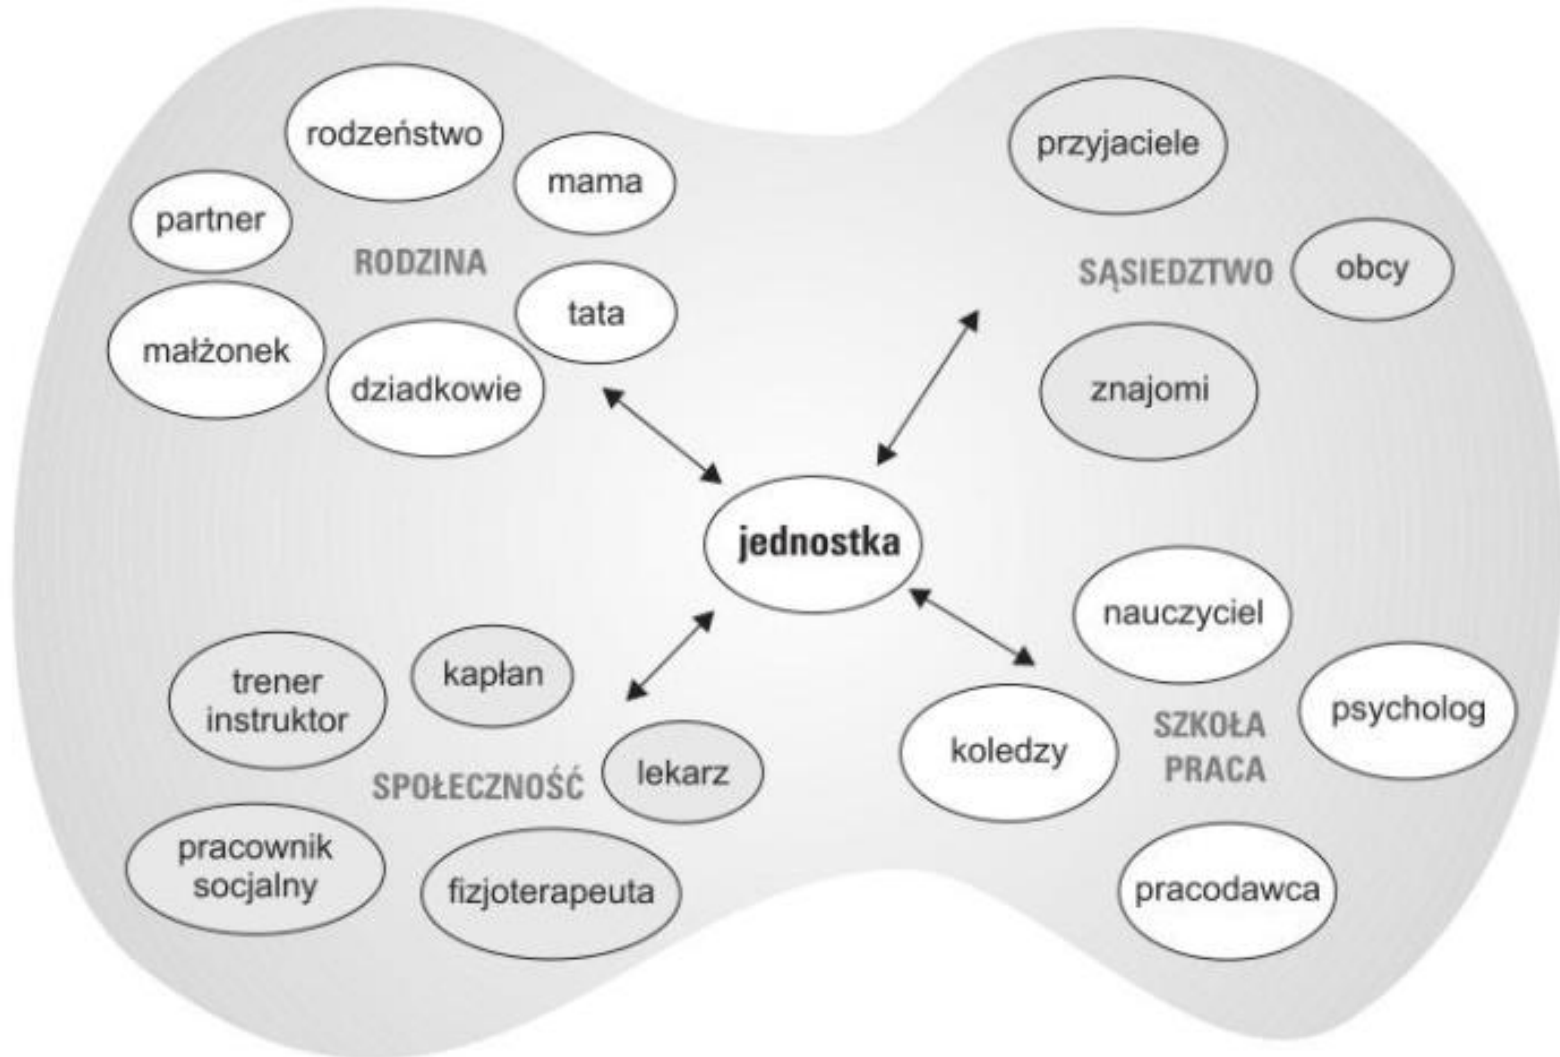 rodzeństwo
mama
partner
RODZINA
tata
małżonek
dziadkowie
przyjaciele
SĄSIEDZTWO
obcy
znajomi
jednostka
trener
instruktor
kapłan
SPOŁECZNOŚĆ
lekarz
pracownik
socjalny
fizjoterapeuta
nauczyciel
koledzy
SZKOŁA
PRACA
psycholog
pracodawca